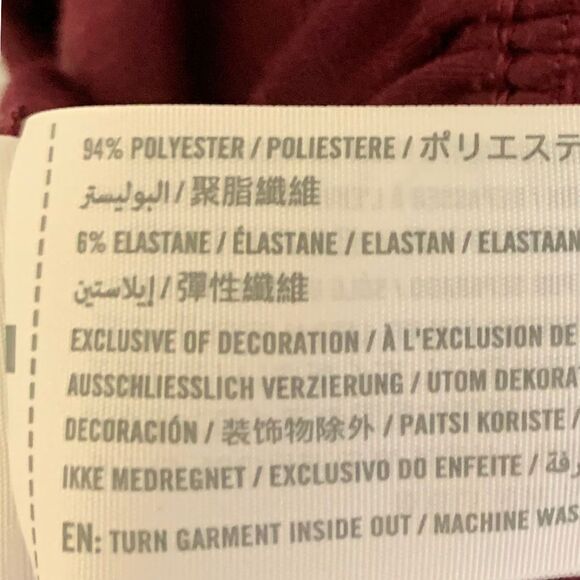 94% POLYESTER / POLIESTERE / ポリエステ
البوليستر / 聚脂纖維
6% ELASTANE / ÉLASTANE / ELASTAN / ELASTAAN
إيلاستين / 彈性纖維
EXCLUSIVE OF DECORATION / À L'EXCLUSION DE
AUSSCHLIESSLICH VERZIERUNG / UTOM DEKORA
DECORACIÓN / 装饰物除外 / PAITSI KORISTE /
IKKE MEDREGNET / EXCLUSIVO DO ENFEITE /
EN: TURN GARMENT INSIDE OUT / MACHINE WAS